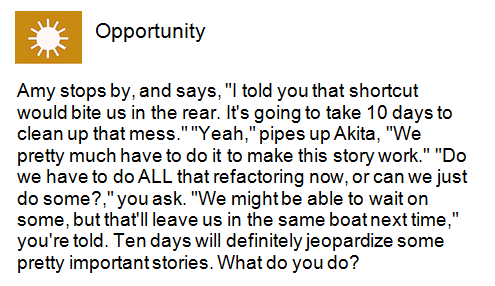 Opportunity
Amy stops by, and says, "I told you that shortcut
would bite us in the rear. It's going to take 10 days to
clean up that mess." "Yeah," pipes up Akita, "We
pretty much have to do it to make this story work." "Do
we have to do ALL that refactoring now, or can we just
do some?," you ask. "We might be able to wait on
some, but that'll leave us in the same boat next time,"
you're told. Ten days will definitely jeopardize some
pretty important stories. What do you do?